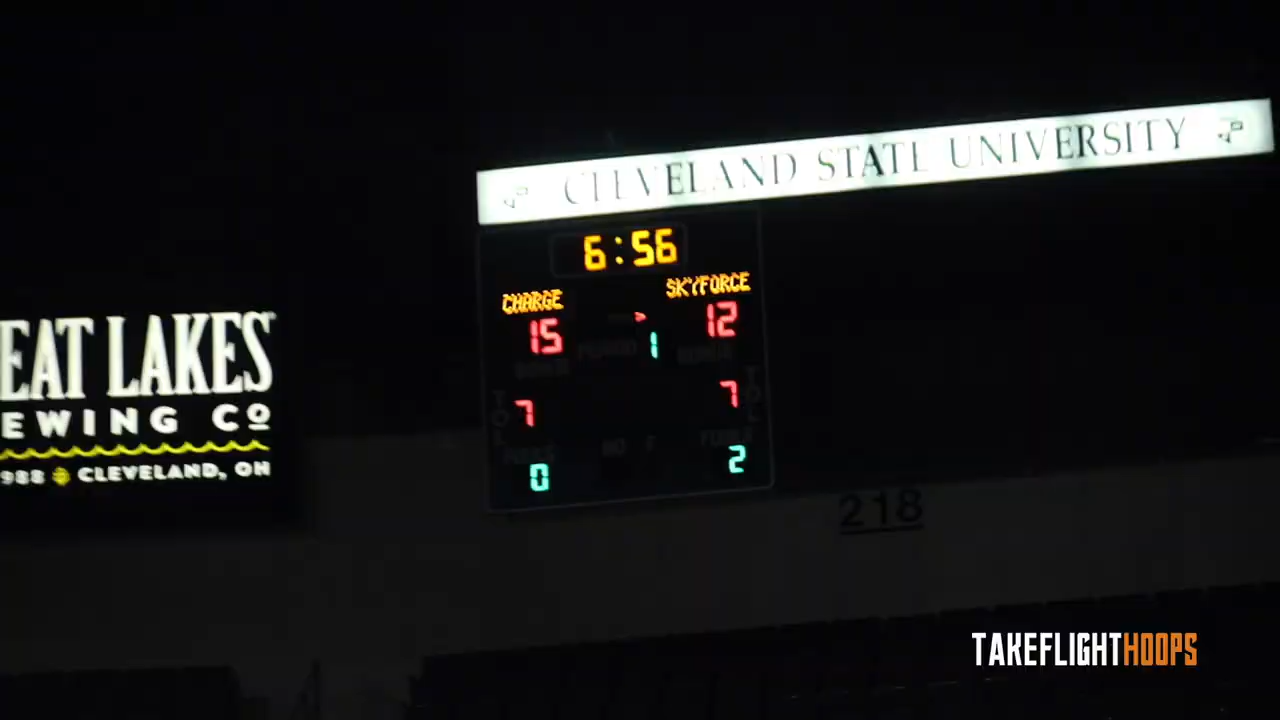 CLEVELAND STATE UNIVERSITY
6:56
CHARGE SKYFORCE
15 12
1
7 7
0 2
EAT LAKES
EWING CO
988 CLEVELAND, OH
218
TAKEFLIGHTHOOPS